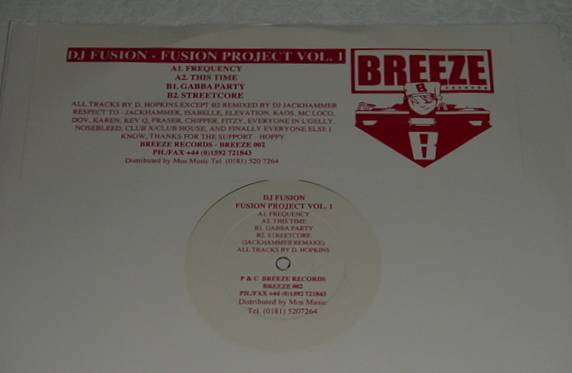 DJ FUSION - FUSION PROJECT VOL. 1
A1. FREQUENCY
A2. THIS TIME
B1. GABBA PARTY
B2. STREETCORE
ALL TRACKS BY D. HOPKINS EXCEPT B2 REMIXED BY DJ JACKHAMMER
RESPECT TO - JACKHAMMER, ISABELLE, ELEVATION, KAOS, MC LOCO,
DOV, KAREN, KEV Q, FRASER, CHIPPER, FITZY, EVERYONE IN L'GELLY,
NOSEBLEED, CLUB X/CLUB HOUSE, AND FINALLY EVERYONE ELSE I
KNOW, THANKS FOR THE SUPPORT - HOPPY
BREEZE RECORDS - BREEZE 002
PH./FAX +44 (0)1592 721843
Distributed by Mos Music Tel. (0181) 520 7264
BREEZE
B
B
DJ FUSION
FUSION PROJECT VOL. 1
A1. FREQUENCY
A2. THIS TIME
B1. GABBA PARTY
B2. STREETCORE
(JACKHAMMER REMAKE)
ALL TRACKS BY D. HOPKINS
P & C BREEZE RECORDS
BREEZE 002
PH./FAX +44 (0)1592 721843
Distributed by Mos Music
Tel. (0181) 5207264